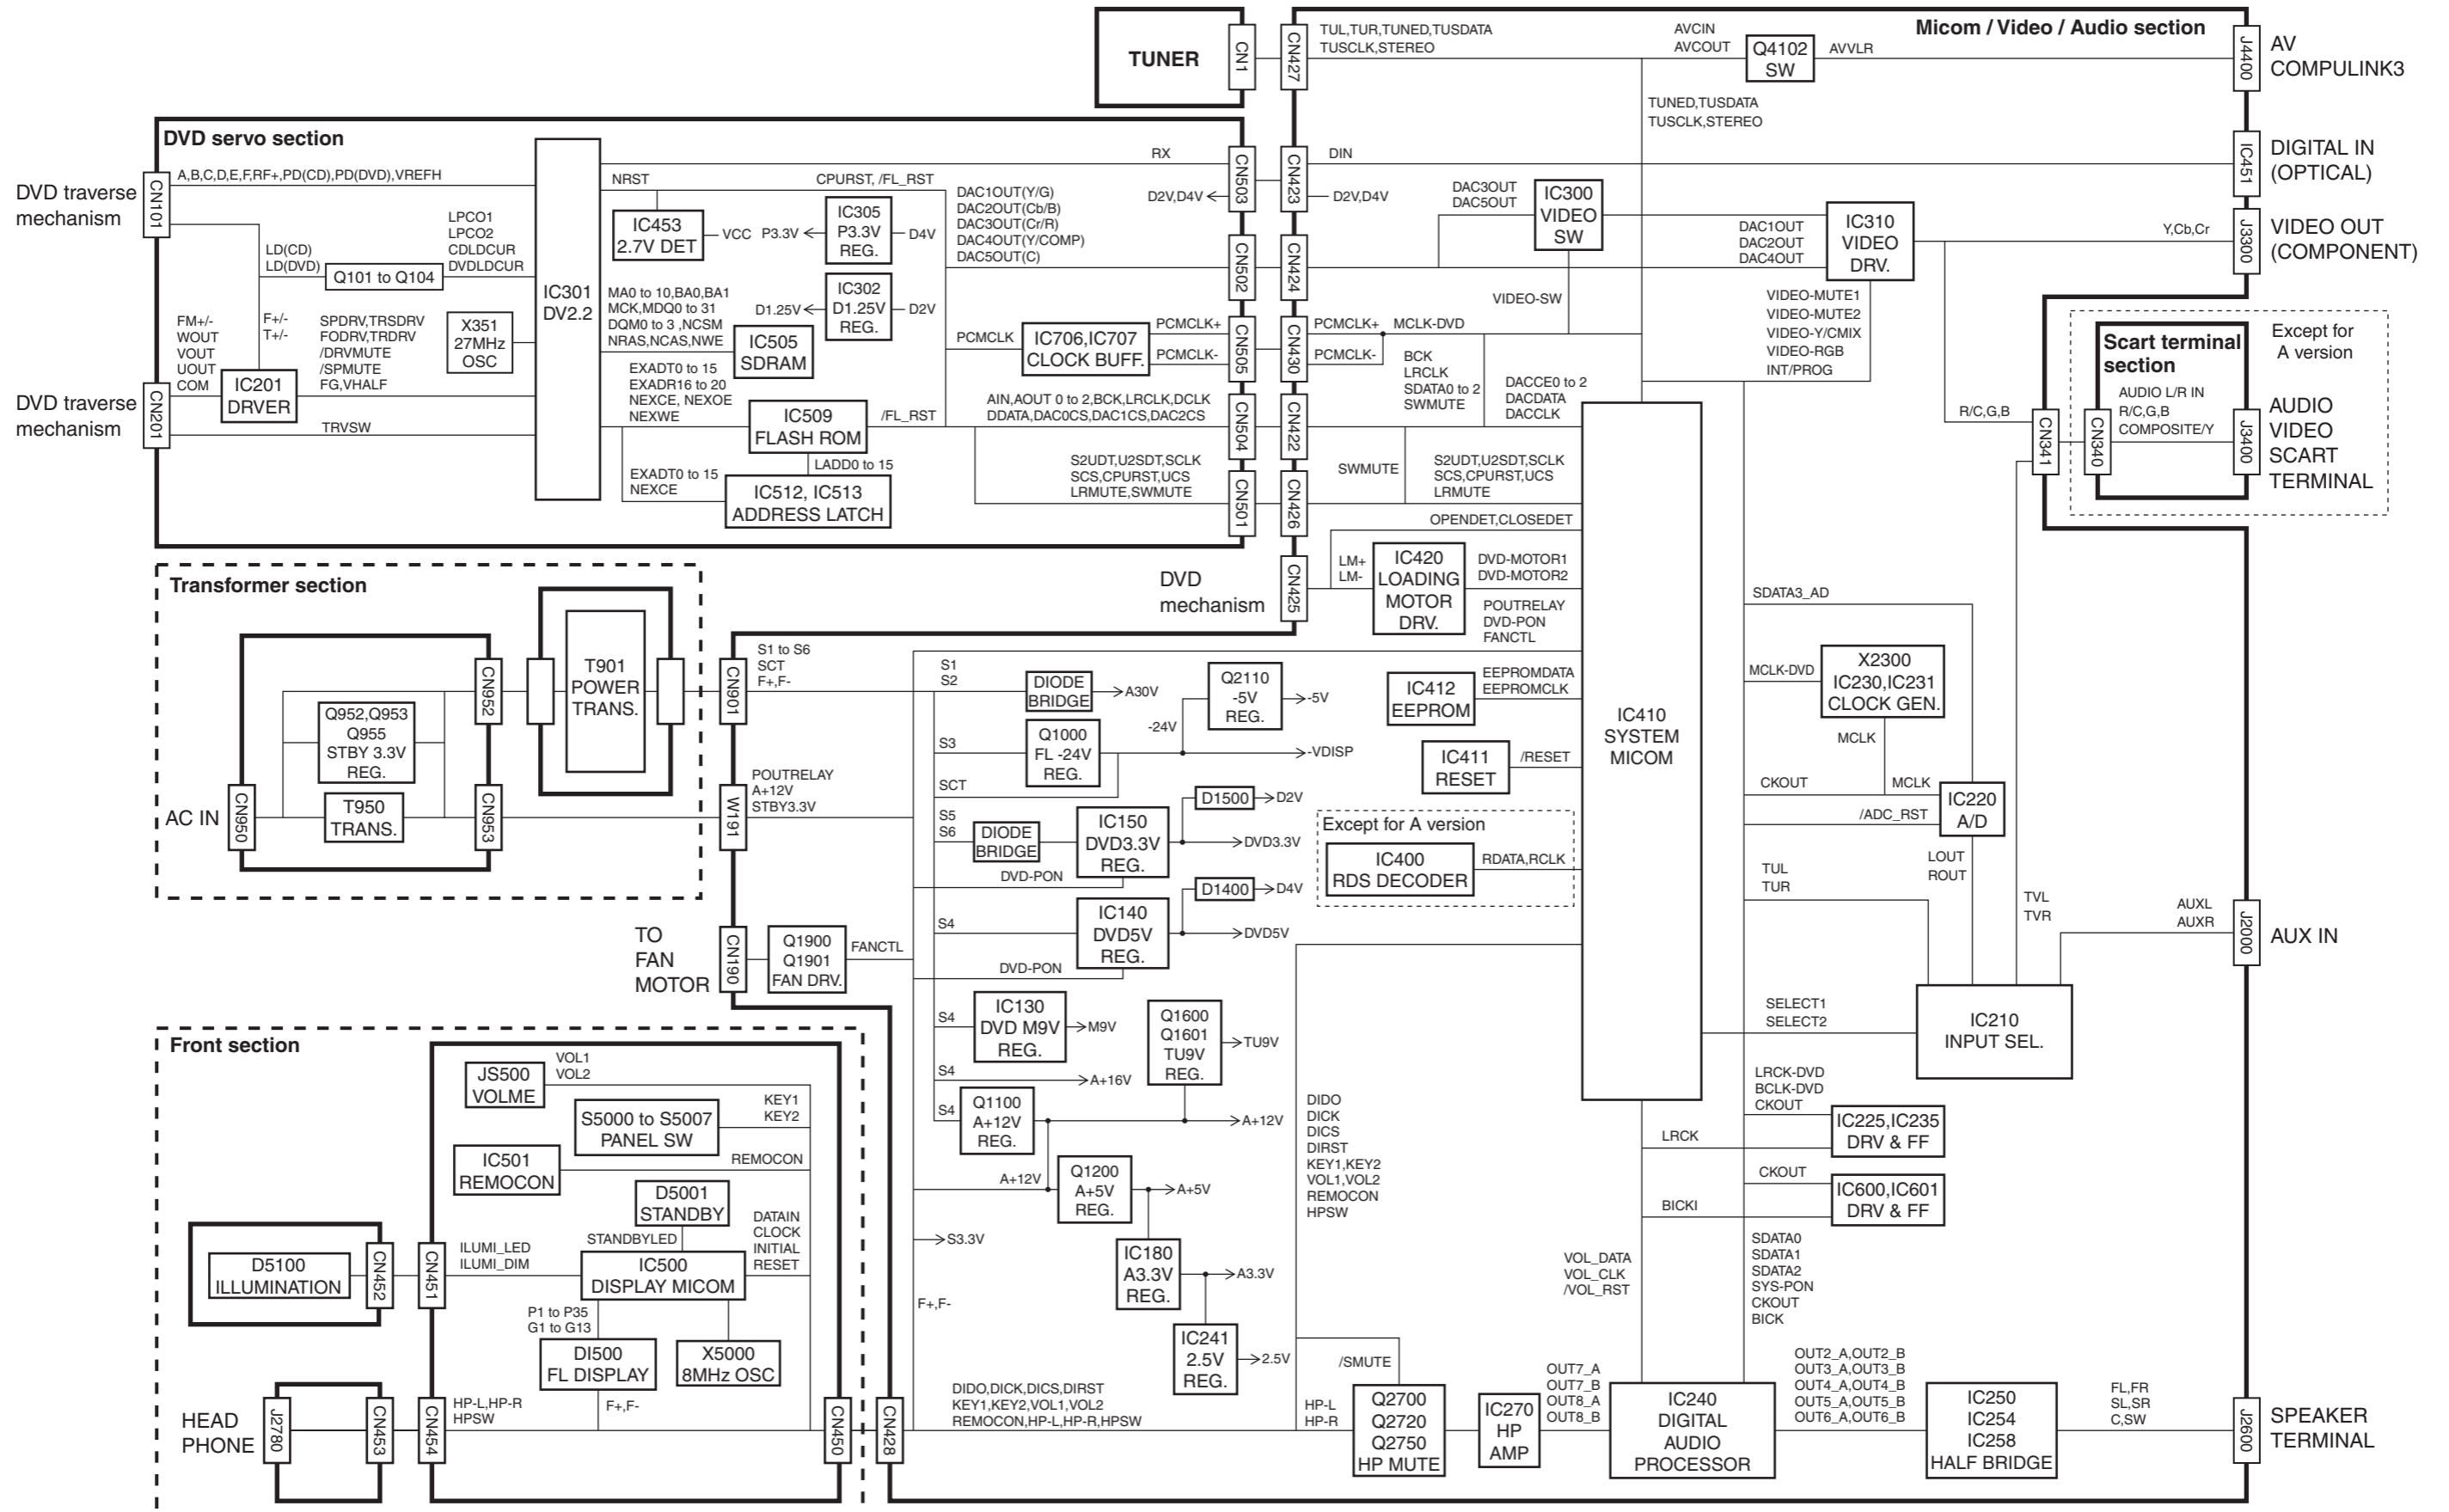 TUNER
CN1
CN427
TUL,TUR,TUNED,TUSDATA
TUSCLK,STEREO
AVCIN
AVCOUT
Q4102
SW
AVVLR
Micom / Video / Audio section
J4400
AV
COMPULINK3
TUNED,TUSDATA
TUSCLK,STEREO
DVD servo section
DVD traverse
mechanism
CN101
A,B,C,D,E,F,RF+,PD(CD),PD(DVD),VREFH
LD(CD)
LD(DVD)
Q101 to Q104
LPCO1
LPCO2
CDLDCUR
DVDLDCUR
FM+/-
WOUT
VOUT
UOUT
COM
F+/-
T+/-
SPDRV,TRSDRV
FODRV,TRDRV
/DRVMUTE
/SPMUTE
FG,VHALF
X351
27MHz
OSC
IC201
DRVER
DVD traverse
mechanism
CN201
TRVSW
IC301
DV2.2
RX
NRST
CPURST, /FL_RST
IC453
2.7V DET
VCC
P3.3V
IC305
P3.3V
REG.
D4V
D1.25V
IC302
D1.25V
REG.
D2V
MA0 to 10,BA0,BA1
MCK,MDQ0 to 31
DQM0 to 3 ,NCSM
NRAS,NCAS,NWE
IC505
SDRAM
EXADT0 to 15
EXADR16 to 20
NEXCE, NEXOE
NEXWE
IC509
FLASH ROM
/FL_RST
LADD0 to 15
EXADT0 to 15
NEXCE
IC512, IC513
ADDRESS LATCH
DAC1OUT(Y/G)
DAC2OUT(Cb/B)
DAC3OUT(Cr/R)
DAC4OUT(Y/COMP)
DAC5OUT(C)
D2V,D4V
PCMCLK
IC706,IC707
CLOCK BUFF.
PCMCLK+
PCMCLK-
AIN,AOUT 0 to 2,BCK,LRCLK,DCLK
DDATA,DAC0CS,DAC1CS,DAC2CS
S2UDT,U2SDT,SCLK
SCS,CPURST,UCS
LRMUTE,SWMUTE
CN503
CN502
CN505
CN504
CN501
CN423
CN424
CN430
CN422
CN426
CN425
DIN
D2V,D4V
DAC3OUT
DAC5OUT
IC300
VIDEO
SW
VIDEO-SW
DAC1OUT
DAC2OUT
DAC4OUT
IC310
VIDEO
DRV.
Y,Cb,Cr
IC451
DIGITAL IN
(OPTICAL)
J3300
VIDEO OUT
(COMPONENT)
PCMCLK+
PCMCLK-
MCLK-DVD
BCK
LRCLK
SDATA0 to 2
SWMUTE
DACCE0 to 2
DACDATA
DACCLK
VIDEO-MUTE1
VIDEO-MUTE2
VIDEO-Y/CMIX
VIDEO-RGB
INT/PROG
SWMUTE
S2UDT,U2SDT,SCLK
SCS,CPURST,UCS
LRMUTE
R/C,G,B
CN341
Scart terminal
section
Except for
A version
CN340
AUDIO L/R IN
R/C,G,B
COMPOSITE/Y
J3400
AUDIO
VIDEO
SCART
TERMINAL
DVD
mechanism
OPENDET,CLOSEDET
LM+
LM-
IC420
LOADING
MOTOR
DRV.
DVD-MOTOR1
DVD-MOTOR2
POUTRELAY
DVD-PON
FANCTL
Transformer section
AC IN
CN950
Q952,Q953
Q955
STBY 3.3V
REG.
T950
TRANS.
CN952
CN953
T901
POWER
TRANS.
CN901
S1 to S6
SCT
F+,F-
W191
POUTRELAY
A+12V
STBY3.3V
S1
S2
DIODE
BRIDGE
A30V
Q2110
-5V
REG.
-5V
-24V
S3
Q1000
FL -24V
REG.
-VDISP
SCT
S5
S6
DIODE
BRIDGE
IC150
DVD3.3V
REG.
D1500
D2V
DVD3.3V
DVD-PON
S4
IC140
DVD5V
REG.
D1400
D4V
DVD5V
DVD-PON
TO
FAN
MOTOR
CN190
Q1900
Q1901
FAN DRV.
FANCTL
S4
IC130
DVD M9V
REG.
M9V
Q1600
Q1601
TU9V
REG.
TU9V
S4
A+16V
S4
Q1100
A+12V
REG.
A+12V
A+12V
Q1200
A+5V
REG.
A+5V
S3.3V
IC180
A3.3V
REG.
A3.3V
F+,F-
IC241
2.5V
REG.
2.5V
IC412
EEPROM
EEPROMDATA
EEPROMCLK
IC411
RESET
/RESET
Except for A version
IC400
RDS DECODER
RDATA,RCLK
IC410
SYSTEM
MICOM
SDATA3_AD
MCLK-DVD
X2300
IC230,IC231
CLOCK GEN.
MCLK
CKOUT
MCLK
/ADC_RST
IC220
A/D
LOUT
ROUT
TUL
TUR
TVL
TVR
AUXL
AUXR
J2000
AUX IN
SELECT1
SELECT2
IC210
INPUT SEL.
LRCK-DVD
BCLK-DVD
CKOUT
IC225,IC235
DRV & FF
LRCK
CKOUT
IC600,IC601
DRV & FF
BICKI
DIDO
DICK
DICS
DIRST
KEY1,KEY2
VOL1,VOL2
REMOCON
HPSW
VOL_DATA
VOL_CLK
/VOL_RST
SDATA0
SDATA1
SDATA2
SYS-PON
CKOUT
BICK
Front section
JS500
VOLME
VOL1
VOL2
S5000 to S5007
PANEL SW
KEY1
KEY2
IC501
REMOCON
REMOCON
D5001
STANDBY
STANDBYLED
DATAIN
CLOCK
INITIAL
RESET
D5100
ILLUMINATION
CN452
CN451
ILUMI_LED
ILUMI_DIM
IC500
DISPLAY MICOM
P1 to P35
G1 to G13
DI500
FL DISPLAY
X5000
8MHz OSC
F+,F-
HEAD
PHONE
J2780
CN453
CN454
HP-L,HP-R
HPSW
CN450
CN428
DIDO,DICK,DICS,DIRST
KEY1,KEY2,VOL1,VOL2
REMOCON,HP-L,HP-R,HPSW
/SMUTE
HP-L
HP-R
Q2700
Q2720
Q2750
HP MUTE
IC270
HP
AMP
OUT7_A
OUT7_B
OUT8_A
OUT8_B
IC240
DIGITAL
AUDIO
PROCESSOR
OUT2_A,OUT2_B
OUT3_A,OUT3_B
OUT4_A,OUT4_B
OUT5_A,OUT5_B
OUT6_A,OUT6_B
IC250
IC254
IC258
HALF BRIDGE
FL,FR
SL,SR
C,SW
J2600
SPEAKER
TERMINAL